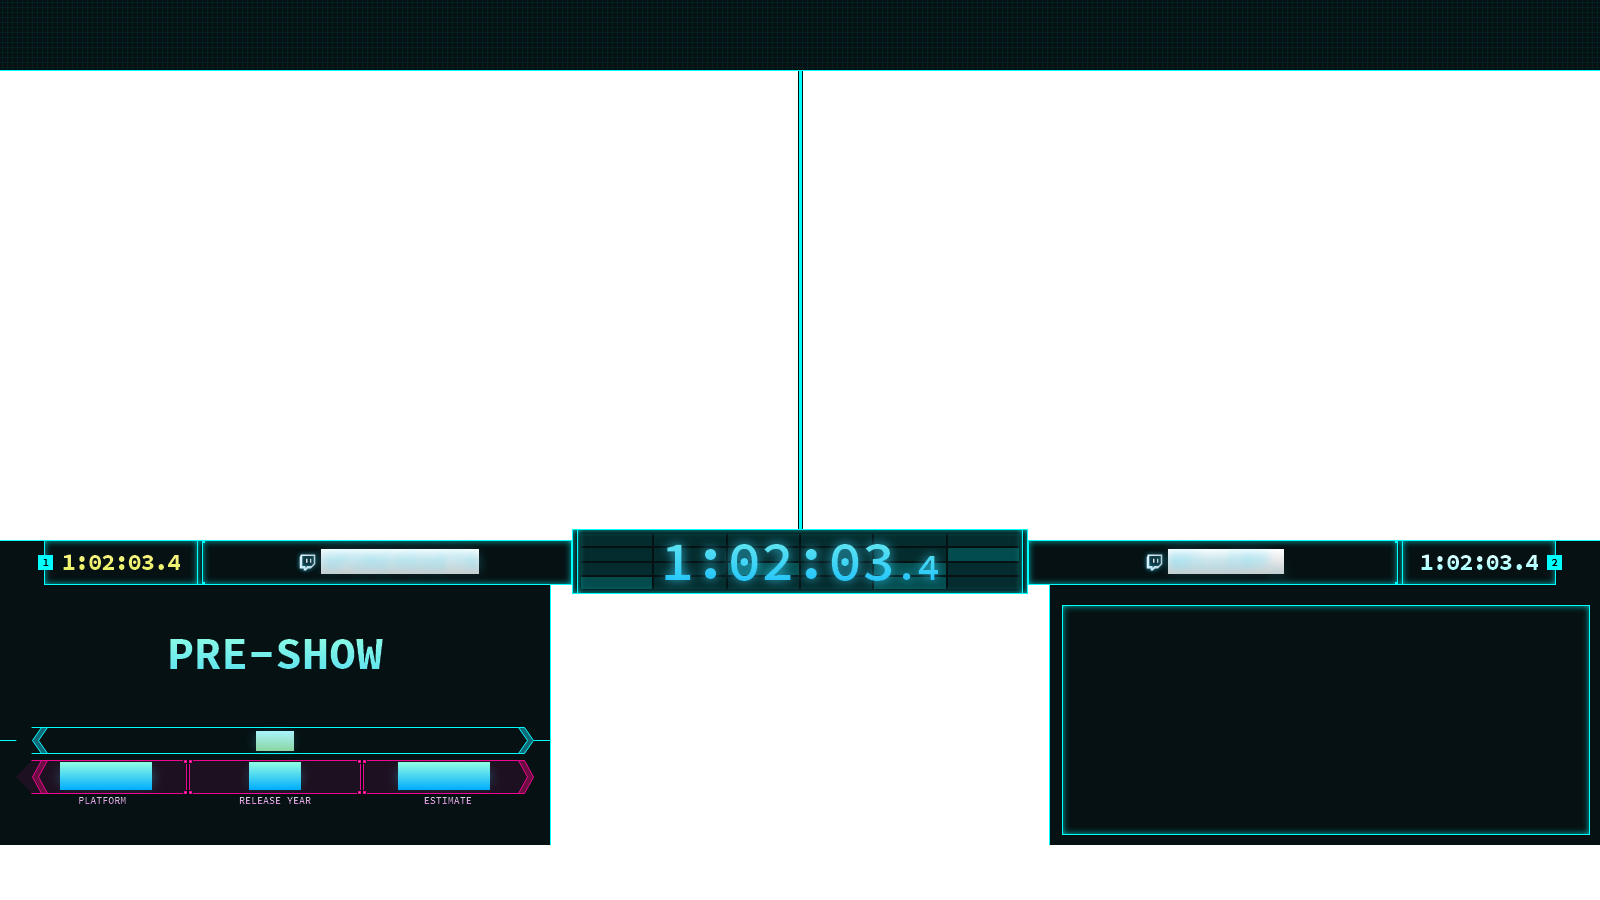 1 1:02:03.4
1:02:03.4
1:02:03.4 2
PRE-SHOW
PLATFORM RELEASE YEAR ESTIMATE